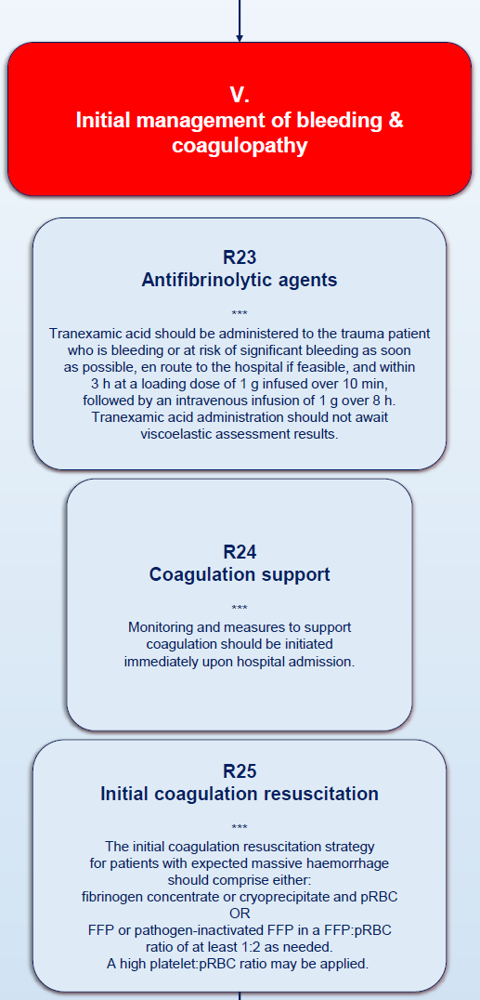 V.
Initial management of bleeding &
coagulopathy
R23
Antifibrinolytic agents
***
Tranexamic acid should be administered to the trauma patient
who is bleeding or at risk of significant bleeding as soon
as possible, en route to the hospital if feasible, and within
3 h at a loading dose of 1 g infused over 10 min,
followed by an intravenous infusion of 1 g over 8 h.
Tranexamic acid administration should not await
viscoelastic assessment results.
R24
Coagulation support
***
Monitoring and measures to support
coagulation should be initiated
immediately upon hospital admission.
R25
Initial coagulation resuscitation
***
The initial coagulation resuscitation strategy
for patients with expected massive haemorrhage
should comprise either:
fibrinogen concentrate or cryoprecipitate and pRBC
OR
FFP or pathogen-inactivated FFP in a FFP:pRBC
ratio of at least 1:2 as needed.
A high platelet:pRBC ratio may be applied.